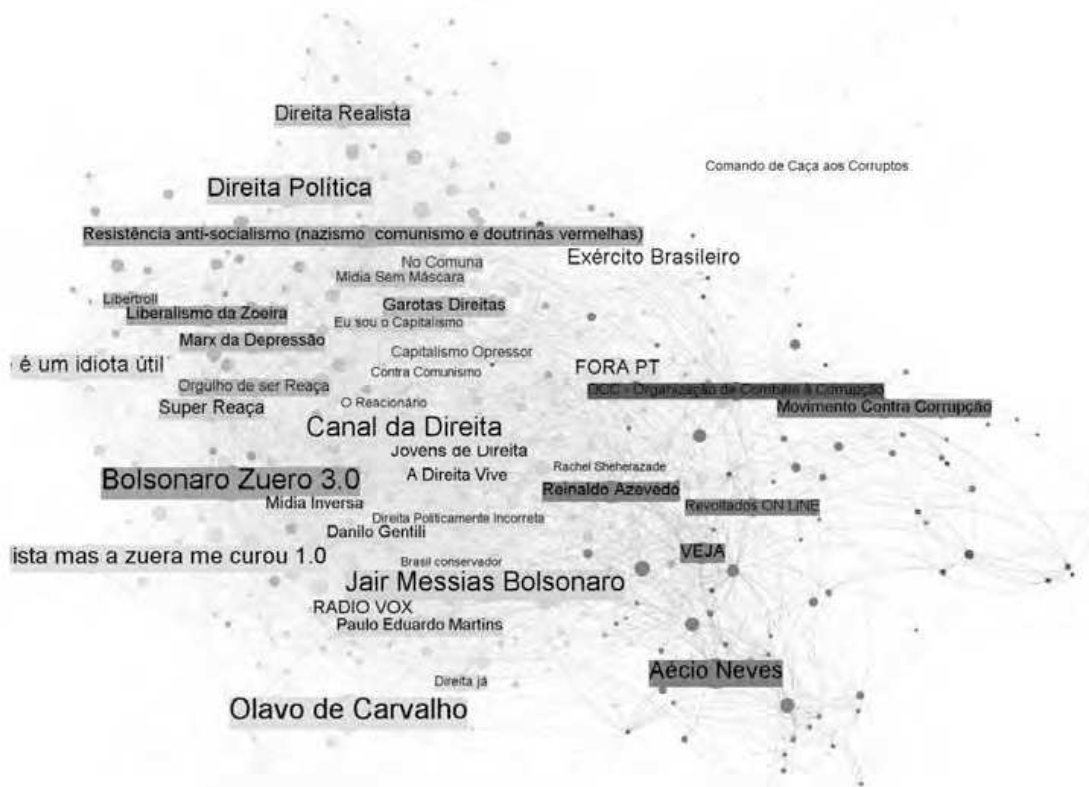 Direita Realista
Comando de Caça aos Corruptos
Direita Política
Resistência anti-socialismo (nazismo comunismo e doutrinas vermelhas)
Exército Brasileiro
No Comuna
Mídia Sem Máscara
Libertroll
Garotas Direitas
Liberalismo da Zoeira
Eu sou o Capitalismo
Marx da Depressão
Capitalismo Opressor
é um idiota útil
FORA PT
Contra Comunismo
Orgulho de ser Reaça
OCC - Organização de Combate à Corrupção
O Reacionário
Super Reaça
Movimento Contra Corrupção
Canal da Direita
Jovens de Direita
Rachel Sheherazade
A Direita Vive
Bolsonaro Zuero 3.0
Reinaldo Azevedo
Mídia Inversa
Revoltados ON LINE
Direita Politicamente Incorreta
Danilo Gentili
VEJA
ista mas a zuera me curou 1.0
Brasil conservador
Jair Messias Bolsonaro
RADIO VOX
Paulo Eduardo Martins
Aécio Neves
Direita já
Olavo de Carvalho